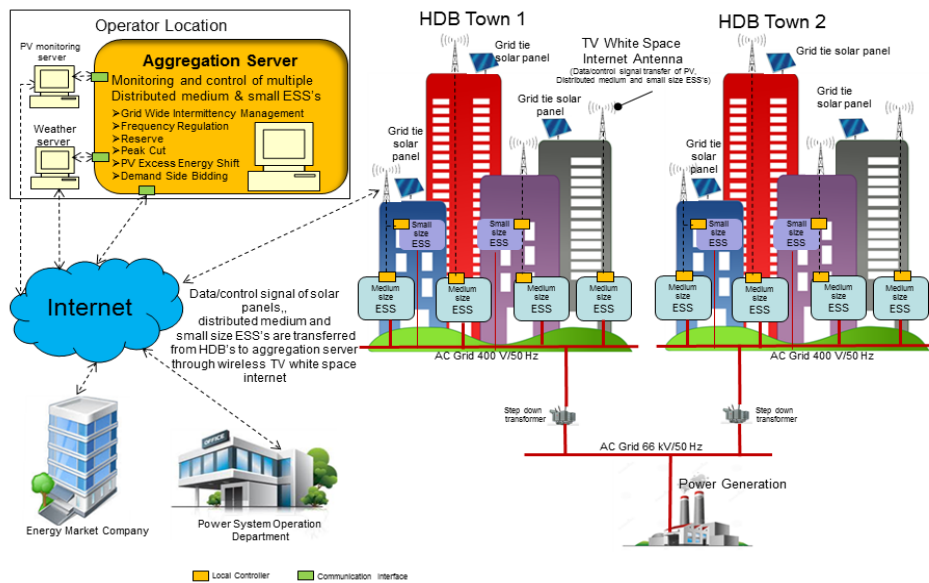 Operator Location
PV monitoring
server
Weather
server
Aggregation Server
Monitoring and control of multiple
Distributed medium & small ESS's
➢Grid Wide Intermittency Management
➢Frequency Regulation
➢Reserve
➢Peak Cut
➢PV Excess Energy Shift
➢Demand Side Bidding
HDB Town 1
Grid tie
solar panel
TV White Space
Internet Antenna
(Data/control signal transfer of PV,
Distributed medium and small size ESS's)
Grid tie
solar
panel
Grid tie solar
panel
HDB Town 2
Grid tie
solar panel
Grid tie
solar panel
Grid tie
solar
panel
Small
size
ESS
Small
size
ESS
Medium
size
ESS
Medium
size
ESS
Medium
size
ESS
Medium
size
ESS
AC Grid 400 V/50 Hz
Small
size
ESS
Small
size
ESS
Medium
size
ESS
Medium
size
ESS
Medium
size
ESS
Medium
size
ESS
AC Grid 400 V/50 Hz
Internet
Data/control signal of solar
panels,,
distributed medium and
small size ESS's are transferred
from HDB's to aggregation server
through wireless TV white space
internet
Step down
transformer
Step down
transformer
AC Grid 66 kV/50 Hz
Power Generation
OFFICE
Energy Market Company
Power System Operation
Department
Local Controller
Communication Interface